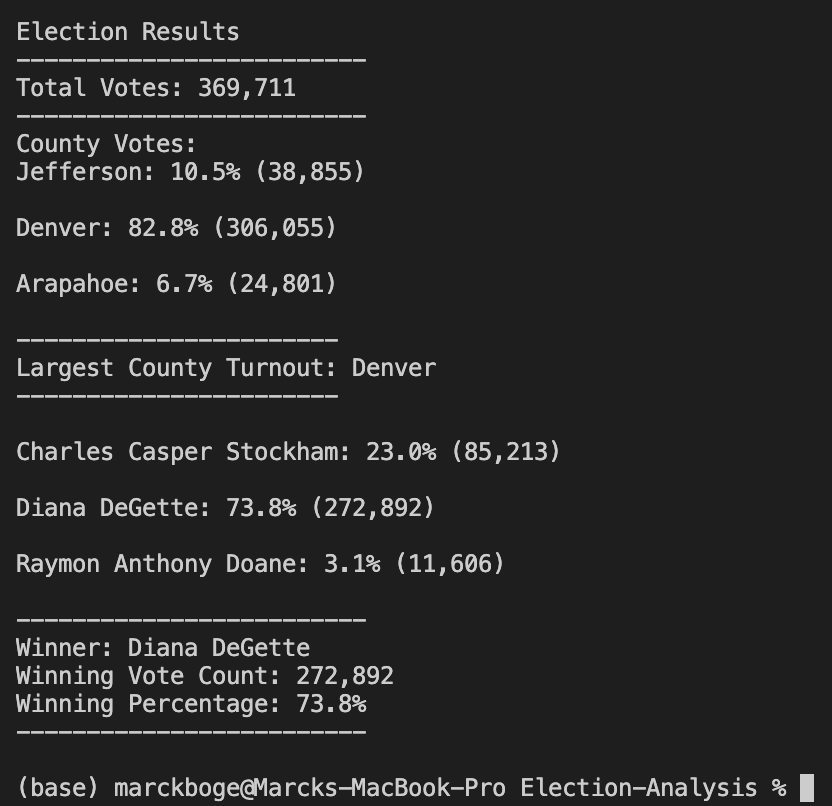 Election Results
-------------------------
Total Votes: 369,711
-------------------------
County Votes:
Jefferson: 10.5% (38,855)
Denver: 82.8% (306,055)
Arapahoe: 6.7% (24,801)
-----------------------
Largest County Turnout: Denver
-----------------------
Charles Casper Stockham: 23.0% (85,213)
Diana DeGette: 73.8% (272,892)
Raymon Anthony Doane: 3.1% (11,606)
-------------------------
Winner: Diana DeGette
Winning Vote Count: 272,892
Winning Percentage: 73.8%
-------------------------
(base) marckboge@Marcks-MacBook-Pro Election-Analysis %